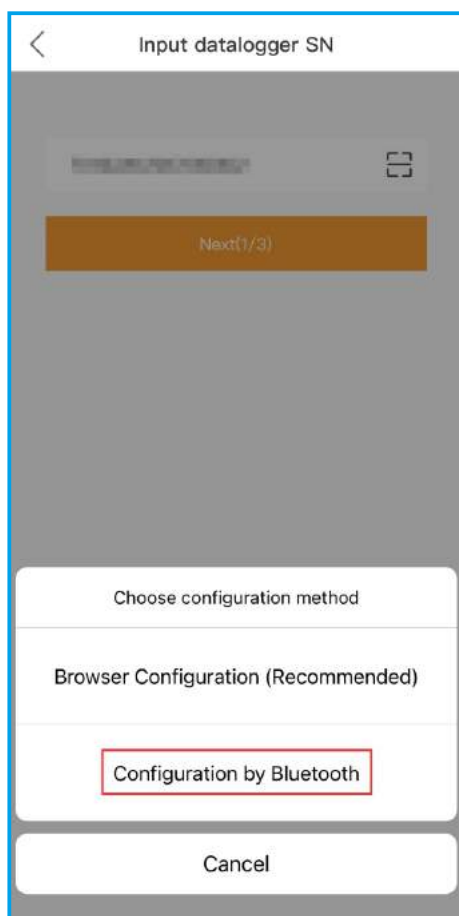 Input datalogger SN
Next(1/3)
Choose configuration method
Browser Configuration (Recommended)
Configuration by Bluetooth
Cancel